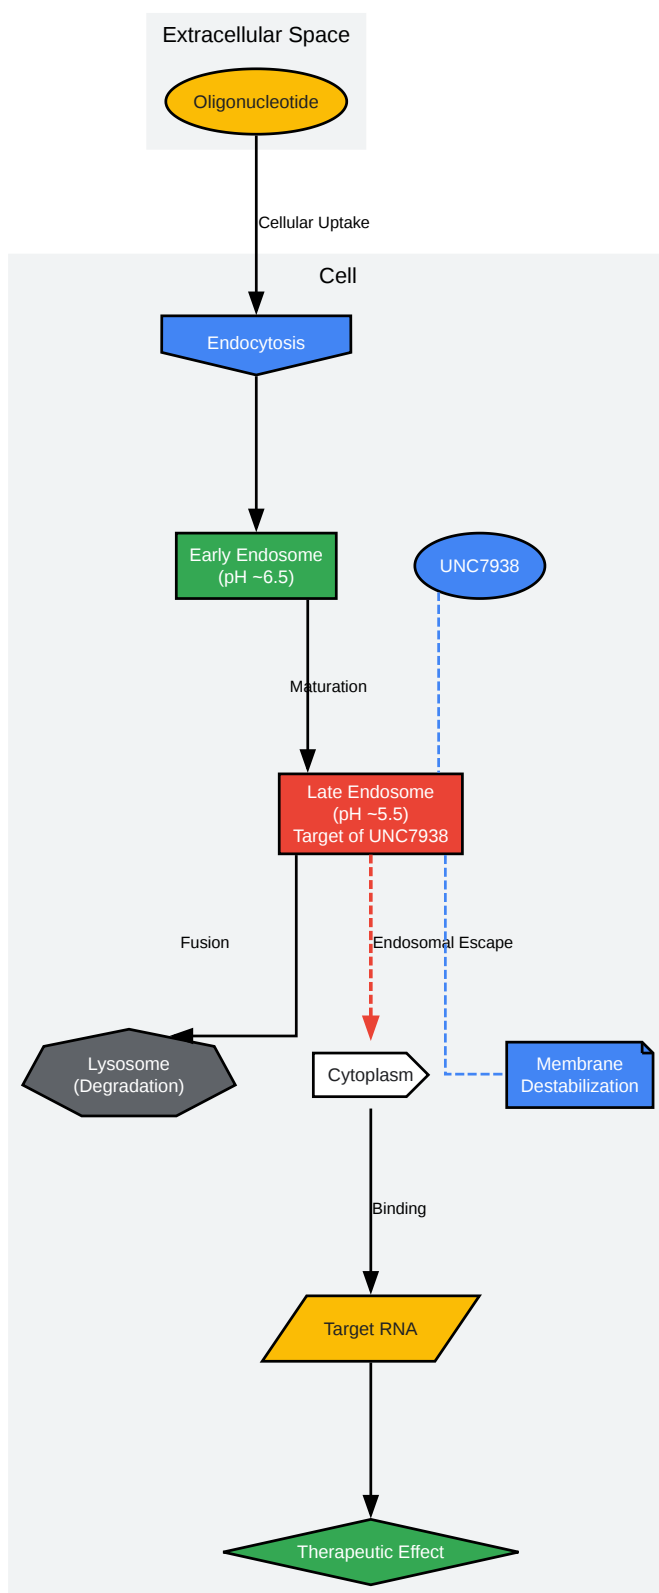 Extracellular Space
Oligonucleotide
Cellular Uptake
Cell
Endocytosis
Early Endosome
(pH ~6.5)
UNC7938
Maturation
Late Endosome
(pH ~5.5)
Target of UNC7938
Fusion
Endosomal Escape
Lysosome
(Degradation)
Cytoplasm
Membrane
Destabilization
Binding
Target RNA
Therapeutic Effect